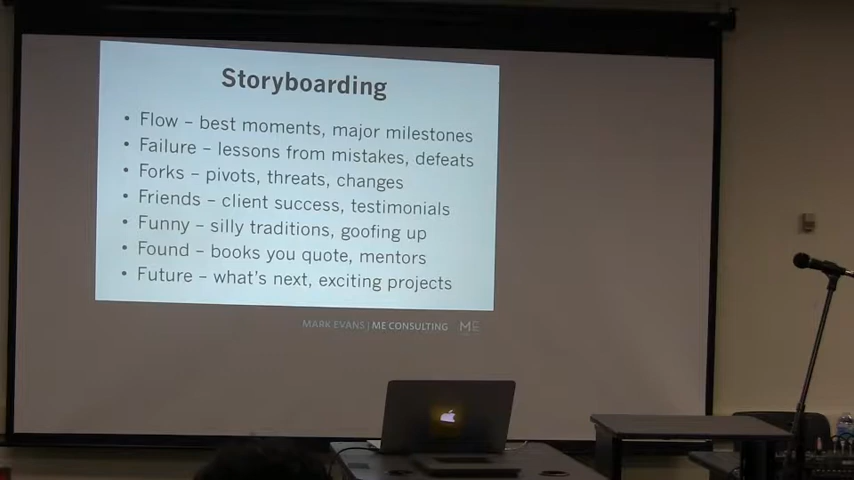 Storyboarding
• Flow – best moments, major milestones
• Failure – lessons from mistakes, defeats
• Forks – pivots, threats, changes
• Friends – client success, testimonials
• Funny – silly traditions, goofing up
• Found – books you quote, mentors
• Future – what's next, exciting projects
MARK EVANS | ME CONSULTING ME